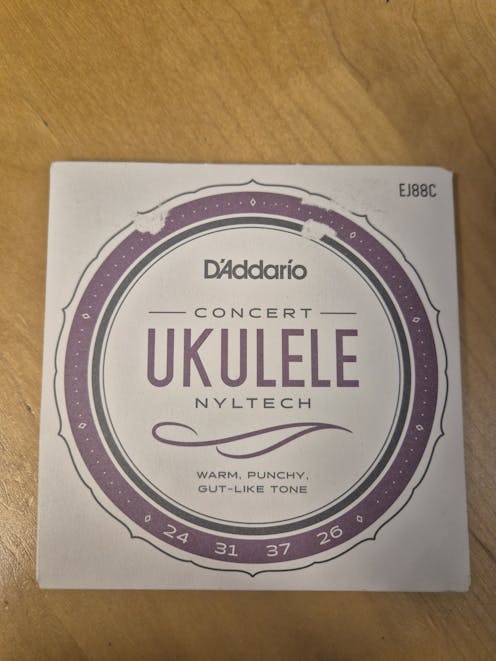 EJ88C
D'Addario
CONCERT
UKULELE
NYLTECH
WARM, PUNCHY,
GUT-LIKE TONE
24 31 37 26